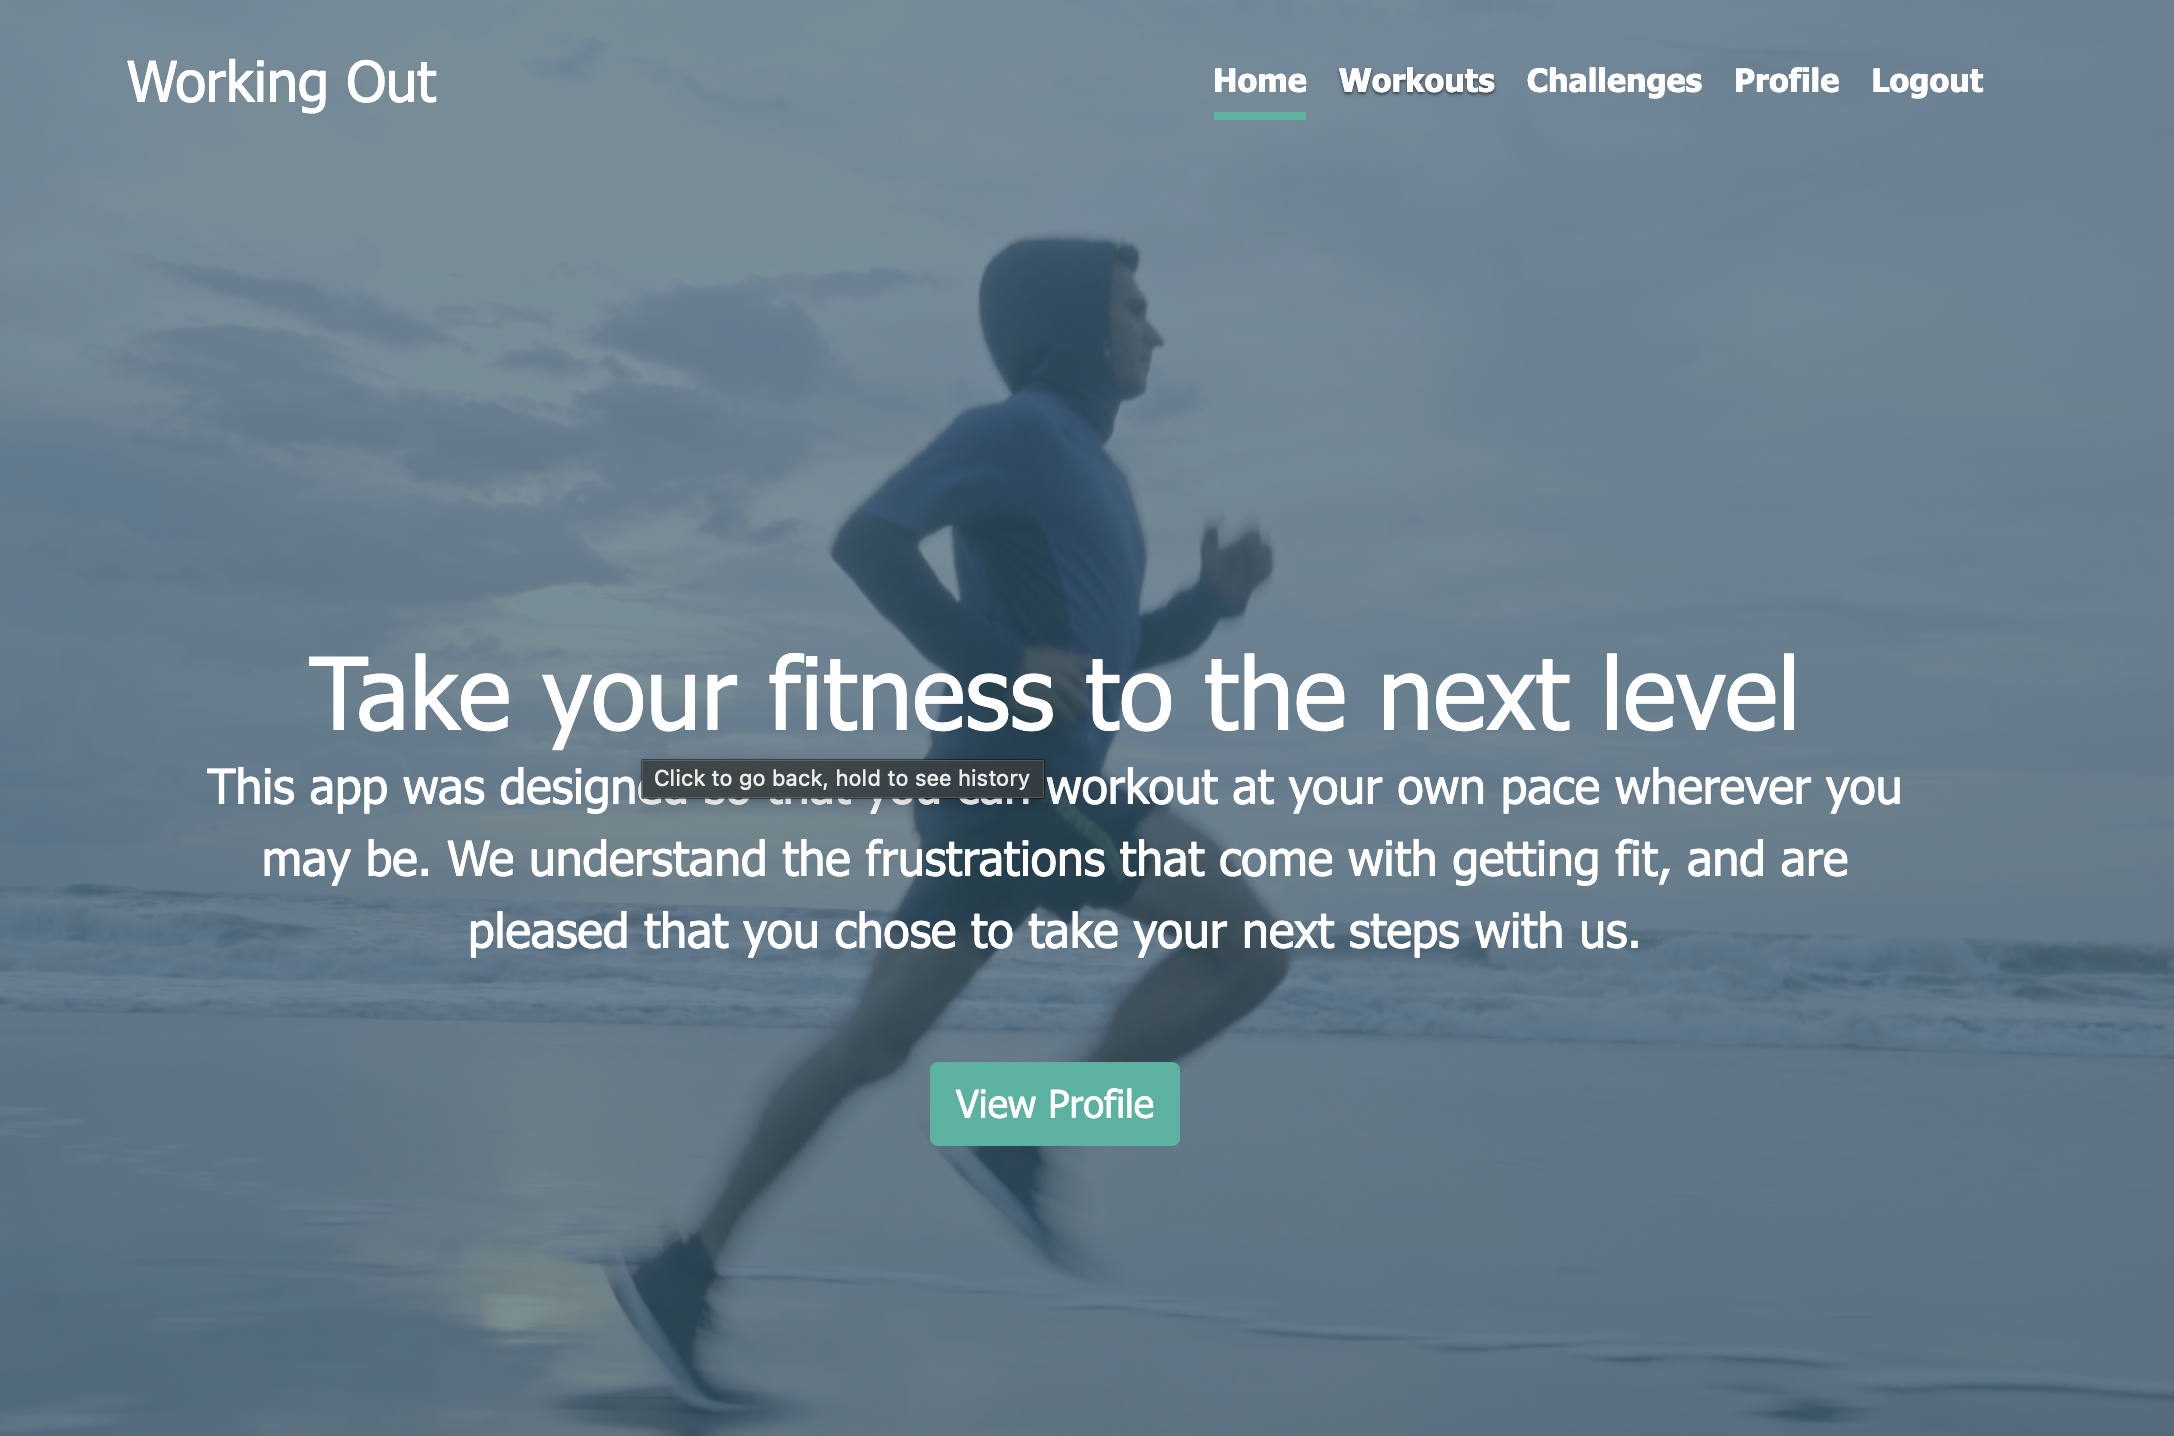 Working Out
Home Workouts Challenges Profile Logout
Take your fitness to the next level
This app was designe workout at your own pace wherever you
Click to go back, hold to see history
may be. We understand the frustrations that come with getting fit, and are
pleased that you chose to take your next steps with us.
View Profile